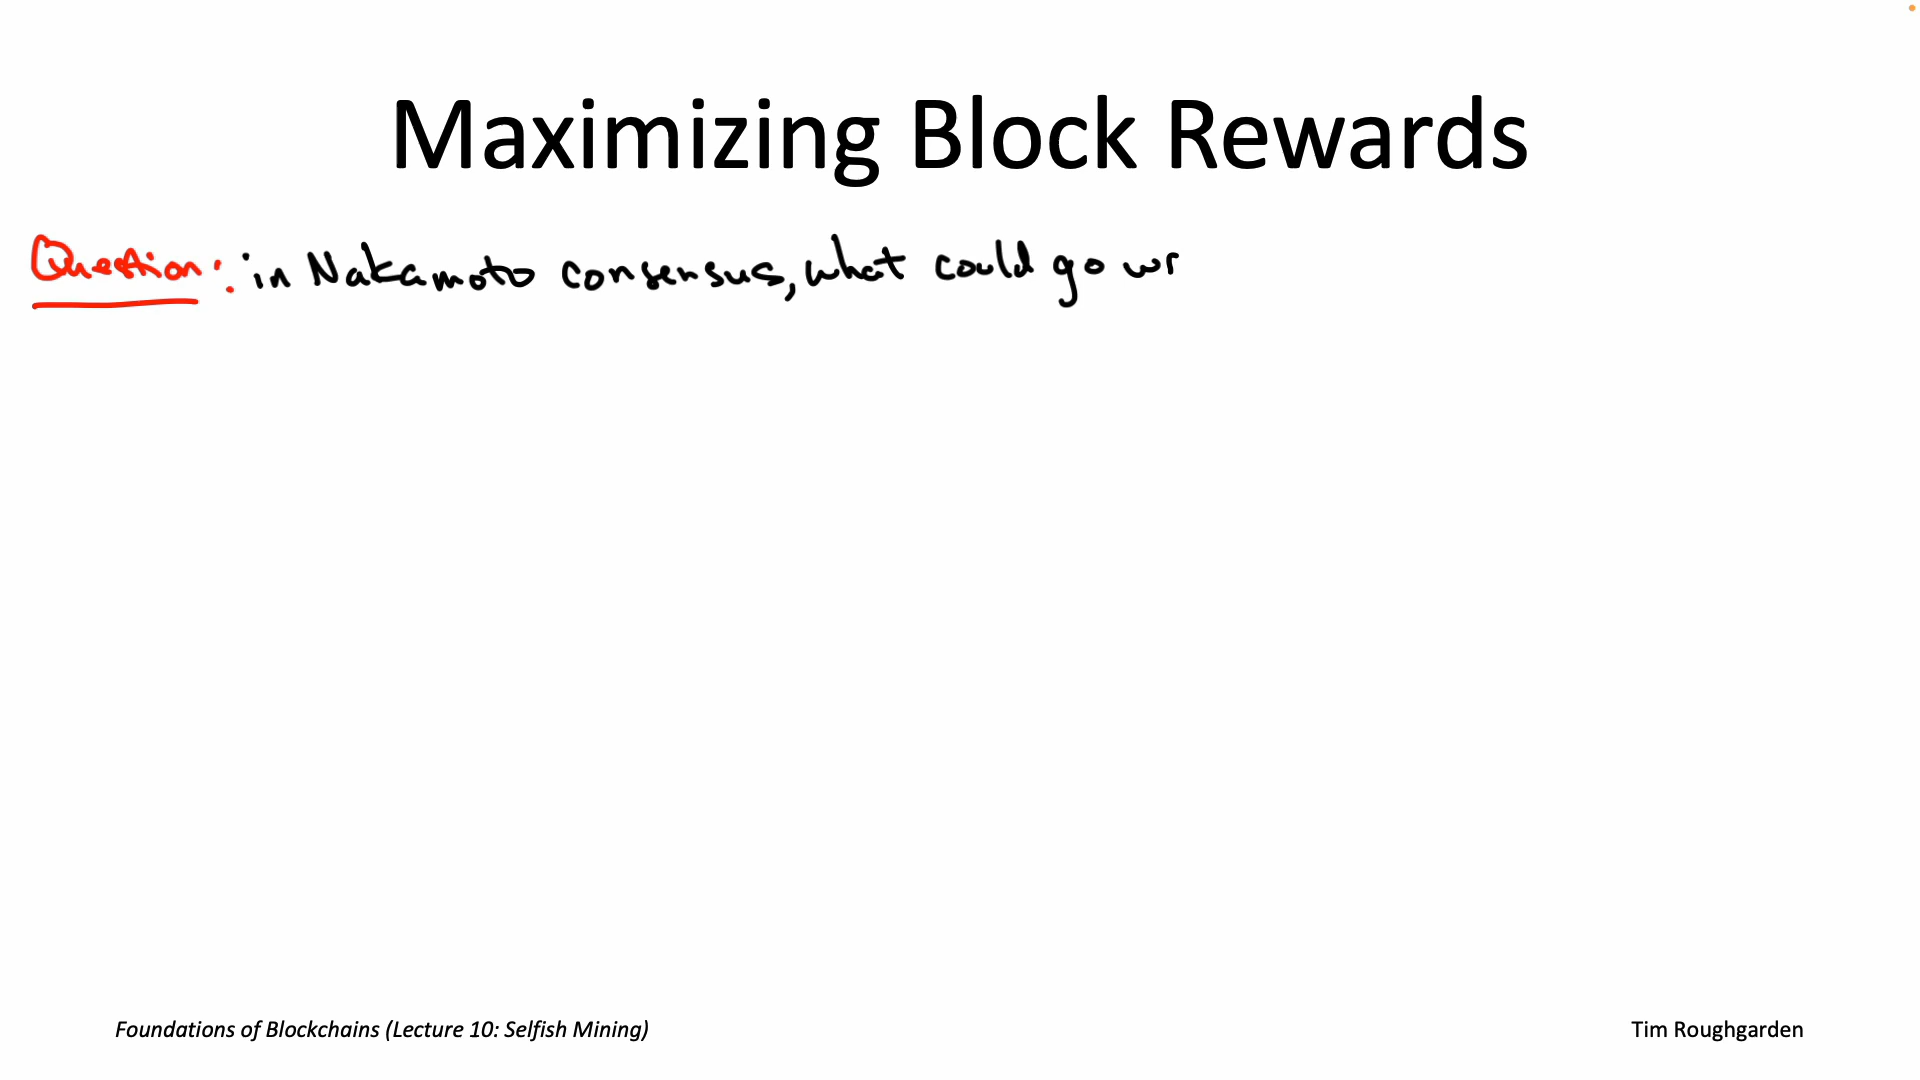 Maximizing Block Rewards
Question: in Nakamoto consensus, what could go wr
Foundations of Blockchains (Lecture 10: Selfish Mining)
Tim Roughgarden